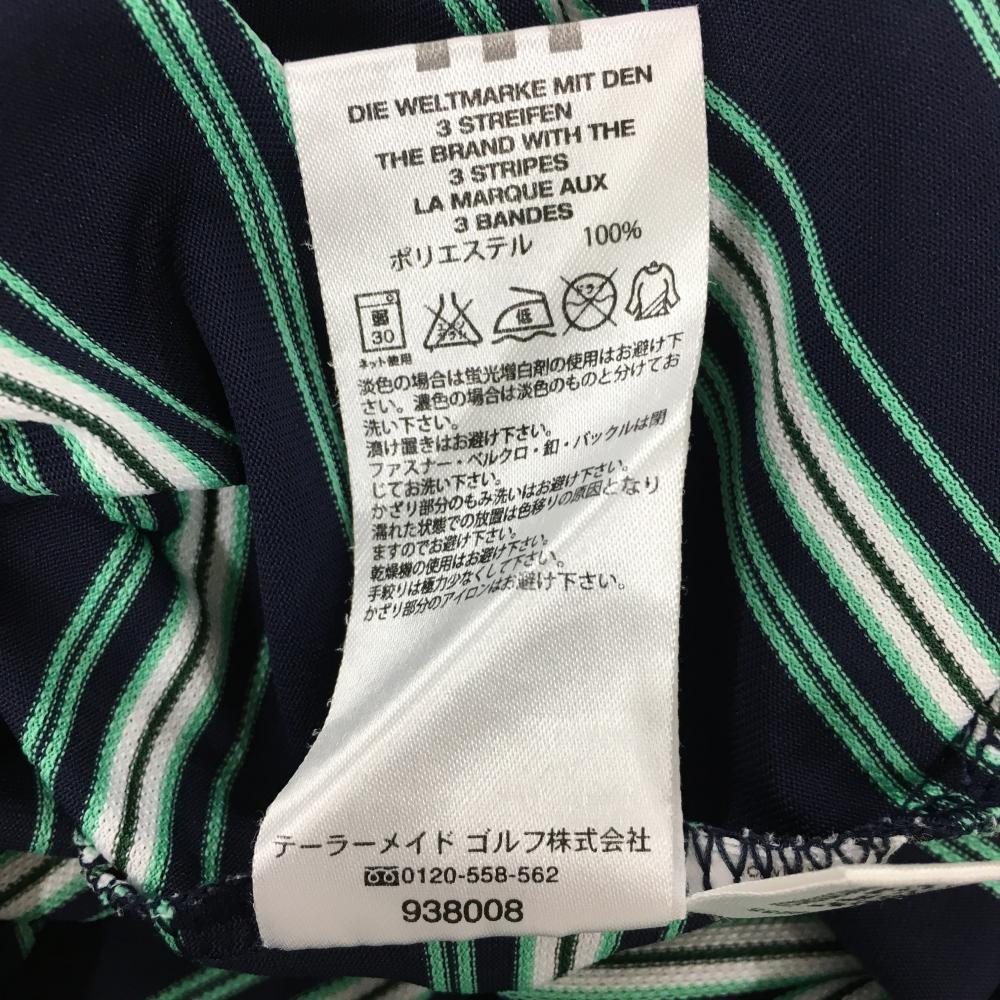 DIE WELTMARKE MIT DEN
3 STREIFEN
THE BRAND WITH THE
3 STRIPES
LA MARQUE AUX
3 BANDES
ポリエステル 100%
30
低
ネット使用
淡色の場合は蛍光増白剤の使用はお避け下
さい。濃色の場合は淡色のものと分けてお
洗い下さい。
漬け置きはお避け下さい。
ファスナー・ベルクロ・釦・バックルは閉
じてお洗い下さい。
かざり部分のもみ洗いはお避け下さい。
濡れた状態での放置は色移りの原因となり
ますのでお避け下さい。
乾燥機の使用はお避け下さい。
手絞りは極力少なくして下さい。
かざり部分のアイロンはお避け下さい。
テーラーメイド ゴルフ株式会社
0120-558-562
938008